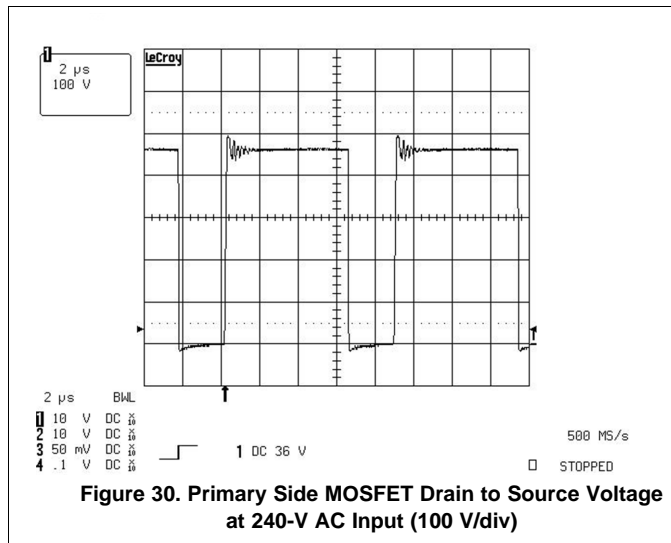 1
2 µs
100 V
LeCroy
2 µs BWL
1 10 V DC X10
2 10 V DC X10
3 50 mV DC X10
4 .1 V DC X10
1 DC 36 V
500 MS/s
STOPPED
Figure 30. Primary Side MOSFET Drain to Source Voltage
at 240-V AC Input (100 V/div)